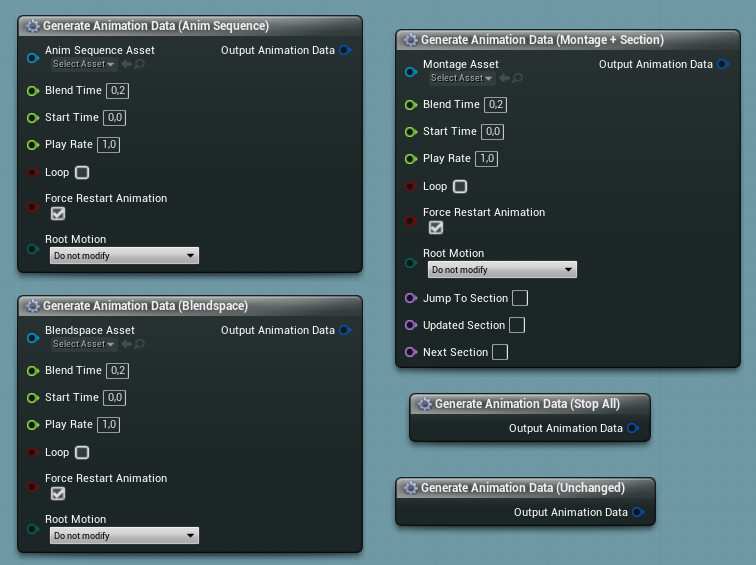 Generate Animation Data (Anim Sequence)
Anim Sequence Asset
Output Animation Data
Select Asset
Blend Time 0,2
Start Time 0,0
Play Rate 1,0
Loop
Force Restart Animation
Root Motion
Do not modify
Generate Animation Data (Blendspace)
Blendspace Asset
Output Animation Data
Select Asset
Blend Time 0,2
Start Time 0,0
Play Rate 1,0
Loop
Force Restart Animation
Root Motion
Do not modify
Generate Animation Data (Montage + Section)
Montage Asset
Output Animation Data
Select Asset
Blend Time 0,2
Start Time 0,0
Play Rate 1,0
Loop
Force Restart Animation
Root Motion
Do not modify
Jump To Section
Updated Section
Next Section
Generate Animation Data (Stop All)
Output Animation Data
Generate Animation Data (Unchanged)
Output Animation Data